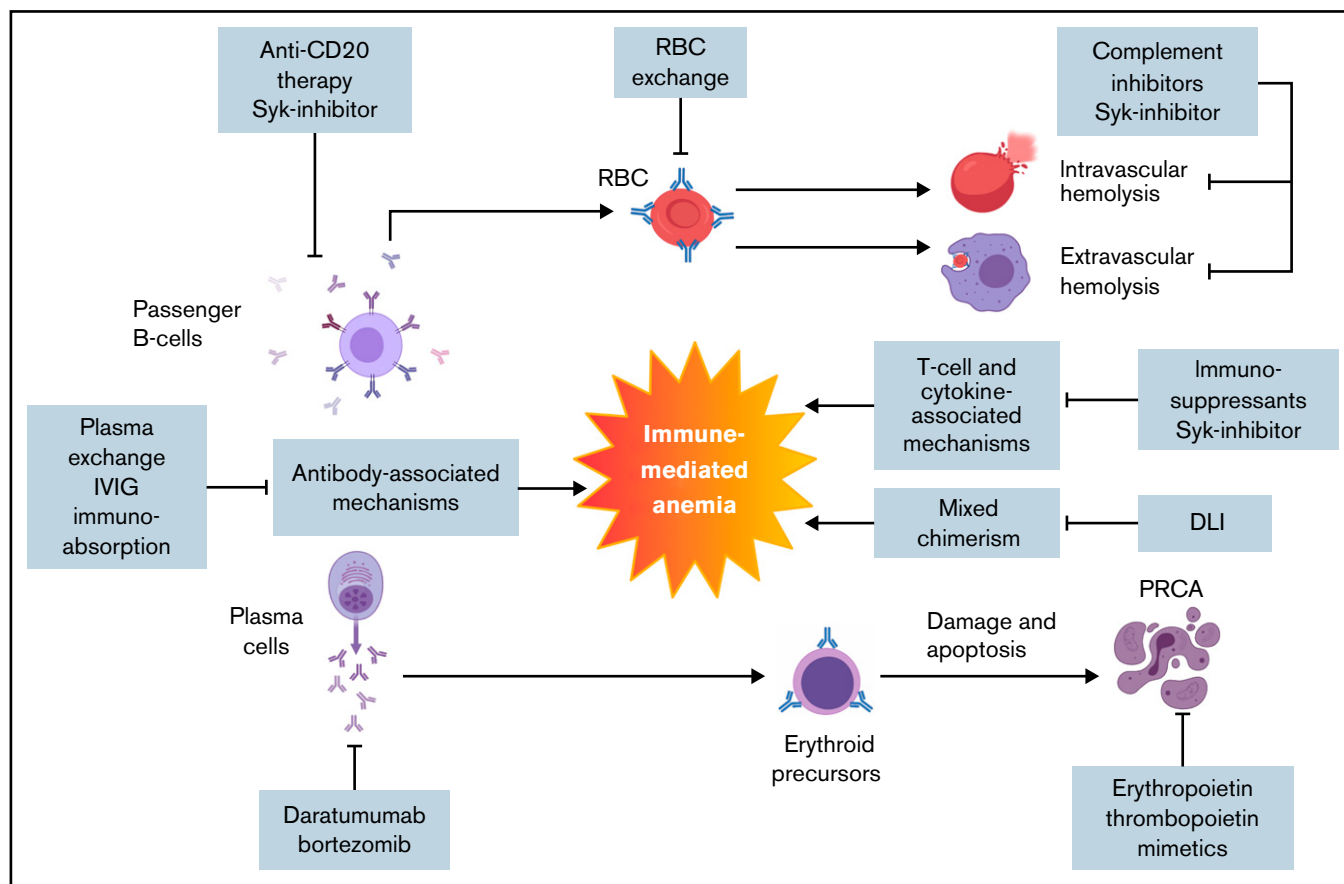 Anti-CD20
therapy
Syk-inhibitor
RBC
exchange
Complement
inhibitors
Syk-inhibitor
RBC
Intravascular
hemolysis
Extravascular
hemolysis
Passenger
B-cells
Plasma
exchange
IVIG
immuno-
absorption
Antibody-associated
mechanisms
Immune-
mediated
anemia
T-cell and
cytokine-
associated
mechanisms
Immuno-
suppressants
Syk-inhibitor
Mixed
chimerism
DLI
Plasma
cells
Erythroid
precursors
Damage and
apoptosis
PRCA
Daratumumab
bortezomib
Erythropoietin
thrombopoietin
mimetics